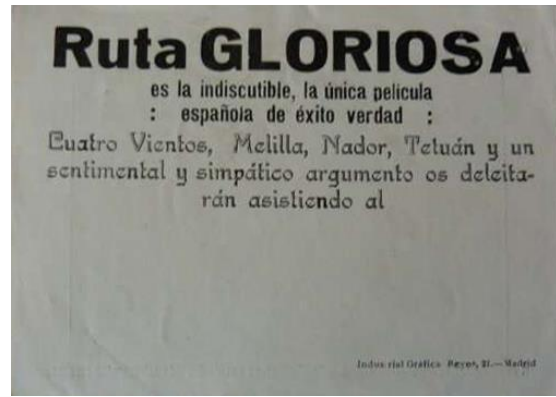 Ruta GLORIOSA
es la indiscutible, la única película
: española de éxito verdad :
Cuatro Vientos, Melilla, Nador, Tetuán y un
sentimental y simpático argumento os deleita-
rán asistiendo al
Industrial Gráfica Reyes, 21.—Madrid